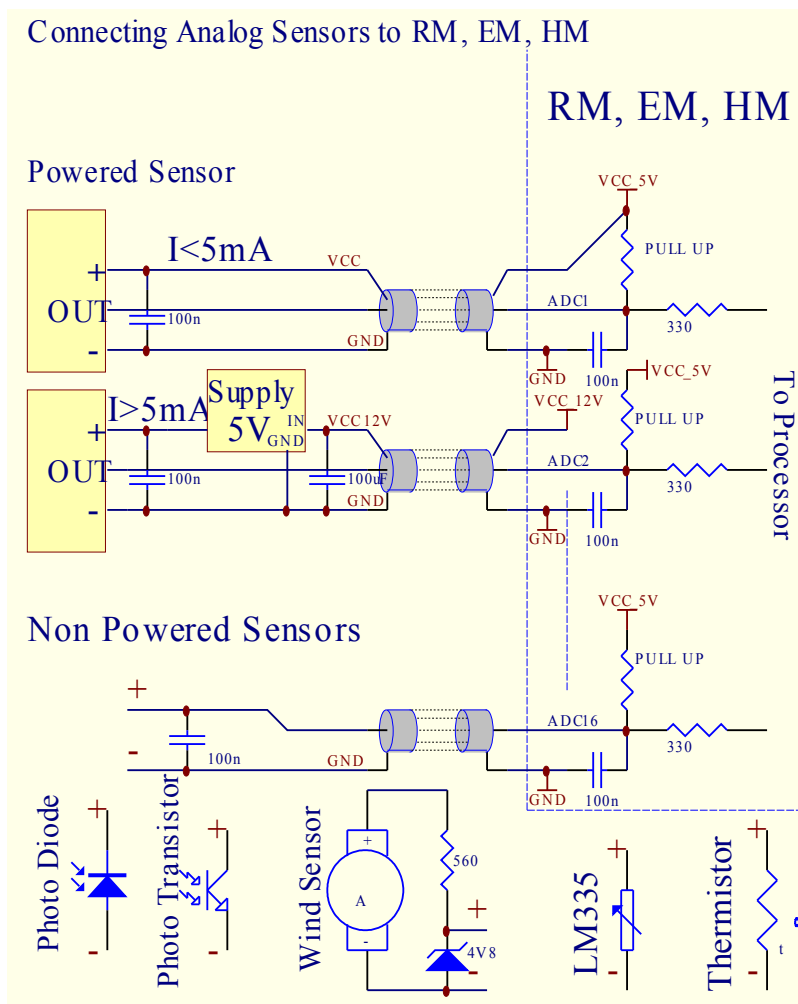 Connecting Analog Sensors to RM, EM, HM
RM, EM, HM
Powered Sensor
VCC_5V
PULL UP
+
I<5mA
VCC
OUT
100n
ADC1
330
-
GND
GND
100n
Supply
5V
IN
GND
I>5mA
VCC_5V
VCC 12V
VCC12V
PULL UP
+
OUT
100n
100uF
ADC2
330
-
GND
GND
100n
To Processor
Non Powered Sensors
VCC_5V
PULL UP
+
ADC16
330
-
100n
GND
GND
100n
Photo Diode
+
-
Photo Transistor
+
-
Wind Sensor
+
A
-
560
+
4V8
-
LM335
+
-
Thermistor
+
t
-